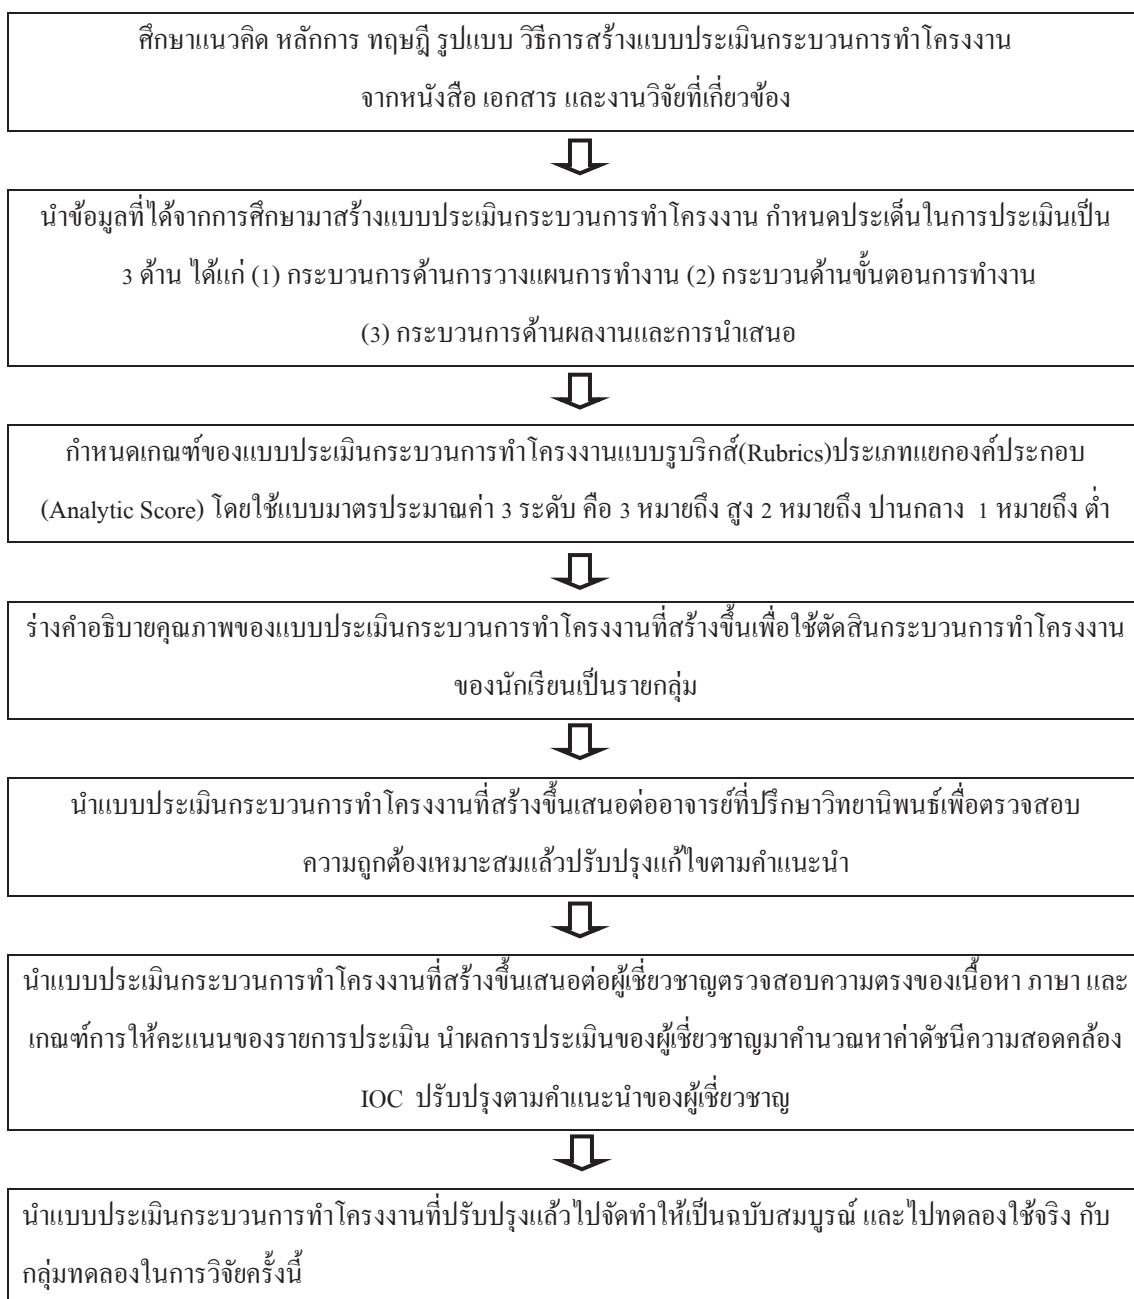 ศึกษาแนวคิด หลักการ ทฤษฎี รูปแบบ วิธีการสร้างแบบประเมินกระบวนการทำโครงงาน
จากหนังสือ เอกสาร และงานวิจัยที่เกี่ยวข้อง
นำข้อมูลที่ได้จากการศึกษามาสร้างแบบประเมินกระบวนการทำโครงงาน กำหนดประเด็นในการประเมินเป็น
3 ด้าน ได้แก่ (1) กระบวนการด้านการวางแผนการทำงาน (2) กระบวนด้านขั้นตอนการทำงาน
(3) กระบวนการด้านผลงานและการนำเสนอ
กำหนดเกณฑ์ของแบบประเมินกระบวนการทำโครงงานแบบรูบริกส์(Rubrics)ประเภทแยกองค์ประกอบ
(Analytic Score) โดยใช้แบบมาตรประมาณค่า 3 ระดับ คือ 3 หมายถึง สูง 2 หมายถึง ปานกลาง 1 หมายถึง ต่ำ
ร่างคำอธิบายคุณภาพของแบบประเมินกระบวนการทำโครงงานที่สร้างขึ้นเพื่อใช้ตัดสินกระบวนการทำโครงงาน
ของนักเรียนเป็นรายกลุ่ม
นำแบบประเมินกระบวนการทำโครงงานที่สร้างขึ้นเสนอต่ออาจารย์ที่ปรึกษาวิทยานิพนธ์เพื่อตรวจสอบ
ความถูกต้องเหมาะสมแล้วปรับปรุงแก้ไขตามคำแนะนำ
นำแบบประเมินกระบวนการทำโครงงานที่สร้างขึ้นเสนอต่อผู้เชี่ยวชาญตรวจสอบความตรงของเนื้อหา ภาษา และ
เกณฑ์การให้คะแนนของรายการประเมิน นำผลการประเมินของผู้เชี่ยวชาญมาคำนวณหาค่าดัชนีความสอดคล้อง
IOC ปรับปรุงตามคำแนะนำของผู้เชี่ยวชาญ
นำแบบประเมินกระบวนการทำโครงงานที่ปรับปรุงแล้วไปจัดทำให้เป็นฉบับสมบูรณ์ และไปทดลองใช้จริง กับ
กลุ่มทดลองในการวิจัยครั้งนี้